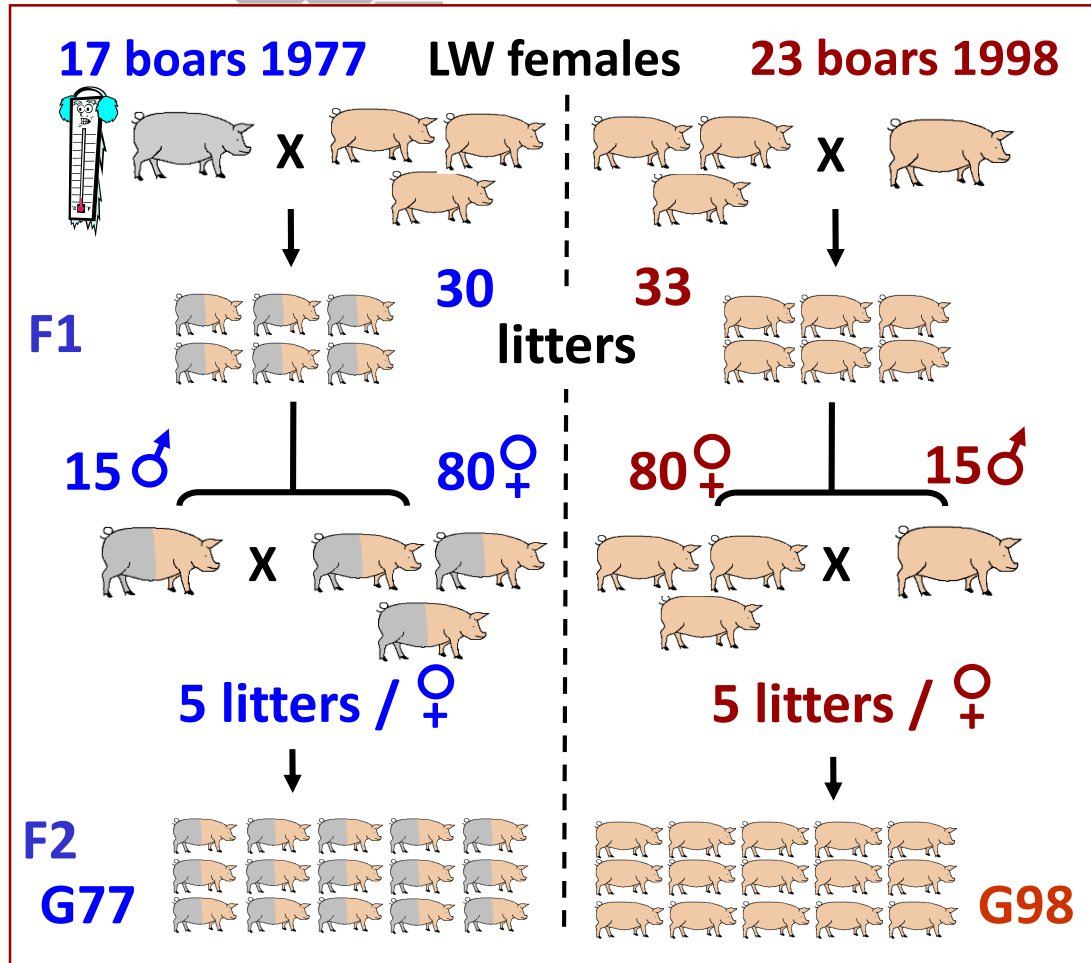 17 boars 1977 LW females 23 boars 1998
X X
30 33
F1
litters
15♂ 80♀ 80♀ 15♂
X X
5 litters / ♀ 5 litters / ♀
F2
G77 G98